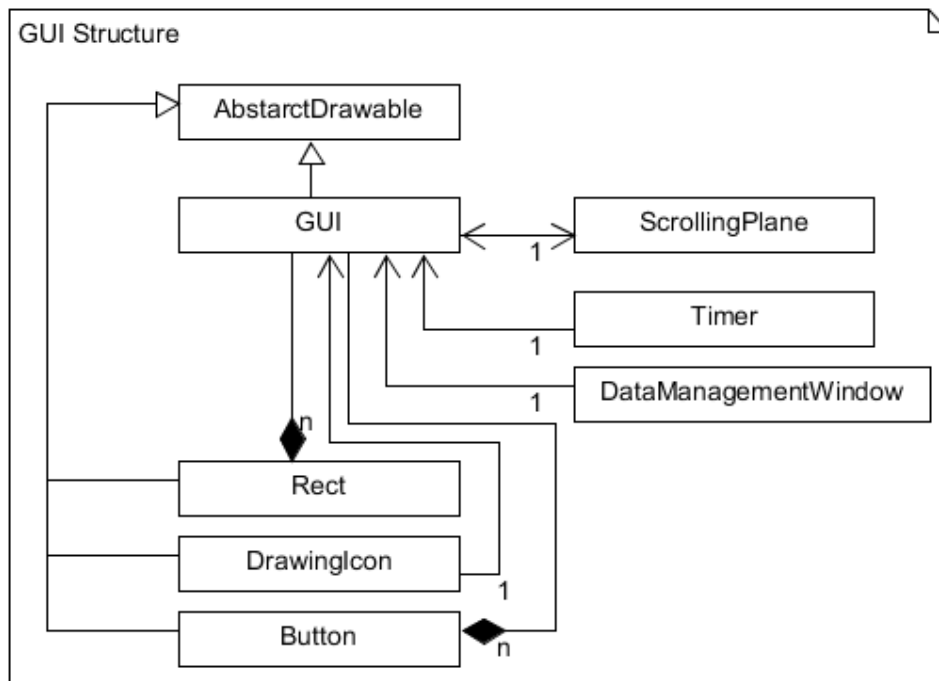 GUI Structure
AbstarctDrawable
GUI
ScrollingPlane
1
Timer
1
DataManagementWindow
1
n
Rect
DrawingIcon
1
Button
n